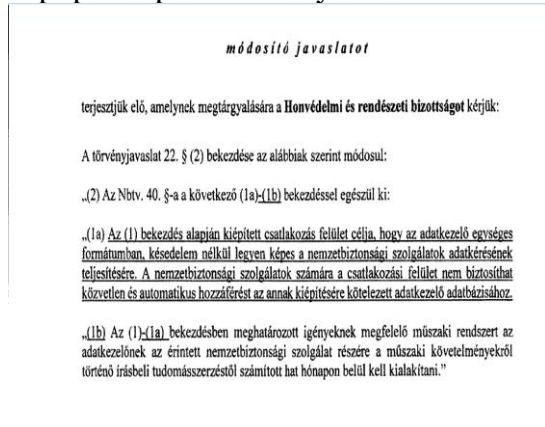 módosító javaslatot
terjesztjük elő, amelynek megtárgyalására a Honvédelmi és rendészeti bizottságot kérjük:
A törvényjavaslat 22. § (2) bekezdése az alábbiak szerint módosul:
„(2) Az Nbtv. 40. §-a a következő (1a)-(1b) bekezdéssel egészül ki:
„(1a) Az (1) bekezdés alapján kiépített csatlakozás felület célja, hogy az adatkezelő egységes
formátumban, késedelem nélkül legyen képes a nemzetbiztonsági szolgálatok adatkérésének
teljesítésére. A nemzetbiztonsági szolgálatok számára a csatlakozási felület nem biztosíthat
közvetlen és automatikus hozzáférést az annak kiépítésére kötelezett adatkezelő adatbázisához.
„(1b) Az (1)-(1a) bekezdésben meghatározott igényeknek megfelelő műszaki rendszert az
adatkezelőnek az érintett nemzetbiztonsági szolgálat részére a műszaki követelményekről
történő írásbeli tudomásszerzéstől számított hat hónapon belül kell kialakítani.”